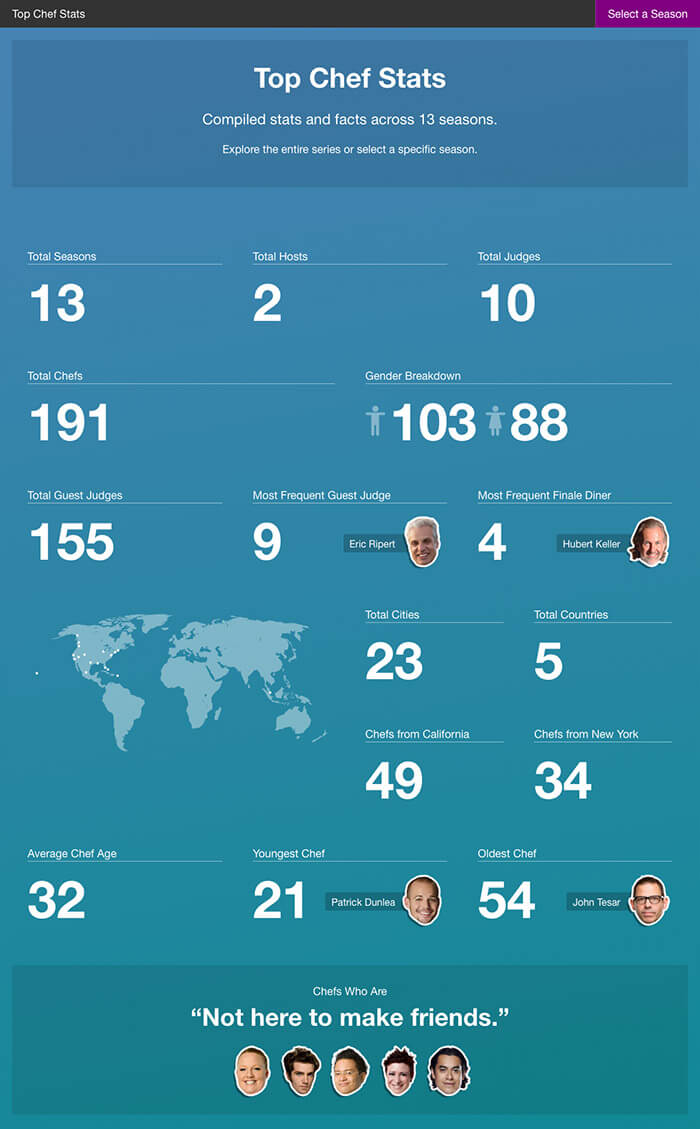 Top Chef Stats
Select a Season
Top Chef Stats
Compiled stats and facts across 13 seasons.
Explore the entire series or select a specific season.
Total Seasons
13
Total Hosts
2
Total Judges
10
Total Chefs
191
Gender Breakdown
103 88
Total Guest Judges
155
Most Frequent Guest Judge
9
Eric Ripert
Most Frequent Finale Diner
4
Hubert Keller
Total Cities
23
Total Countries
5
Chefs from California
49
Chefs from New York
34
Average Chef Age
32
Youngest Chef
21
Patrick Dunlea
Oldest Chef
54
John Tesar
Chefs Who Are
“Not here to make friends.”